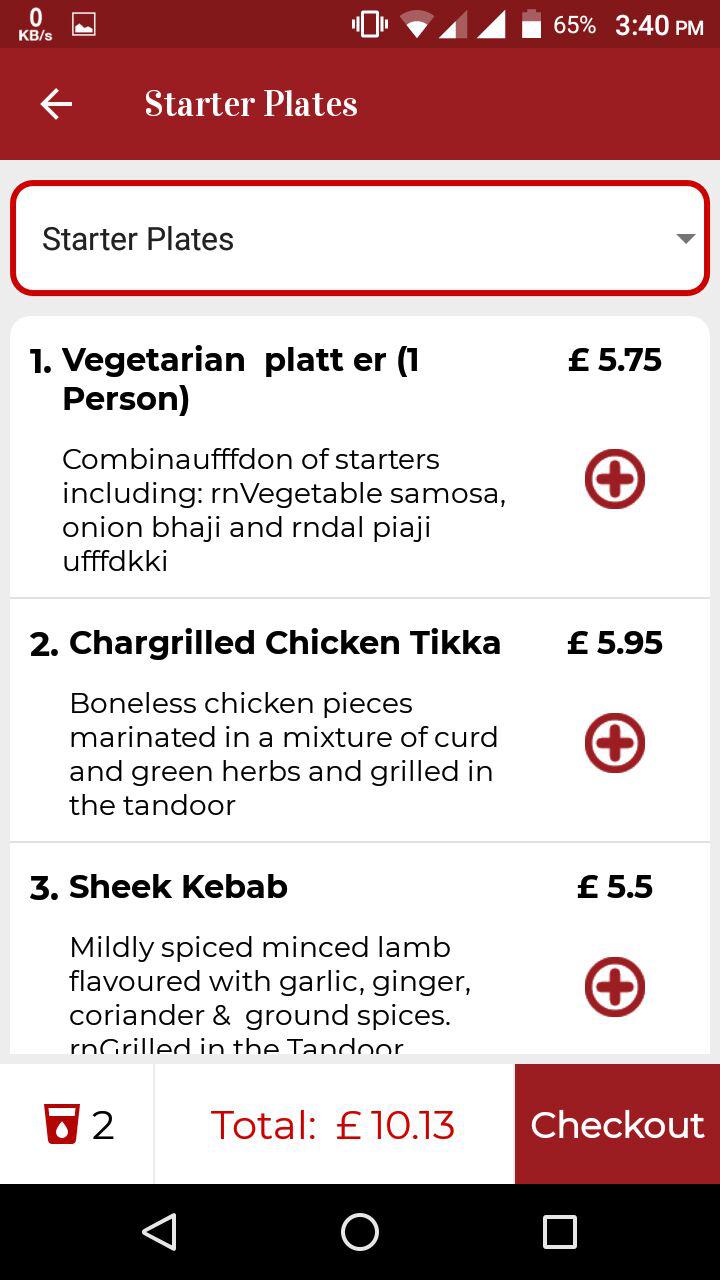 0
KB/s
65%
3:40 PM
Starter Plates
Starter Plates
1. Vegetarian  platt er (1
Person)
£ 5.75
Combinaufffdon of starters
including: rnVegetable samosa,
onion bhaji and rndal piaji
ufffdkki
2. Chargrilled Chicken Tikka
£ 5.95
Boneless chicken pieces
marinated in a mixture of curd
and green herbs and grilled in
the tandoor
3. Sheek Kebab
£ 5.5
Mildly spiced minced lamb
flavoured with garlic, ginger,
coriander &  ground spices.
rnGrilled in the Tandoor
2
Total:  £ 10.13
Checkout